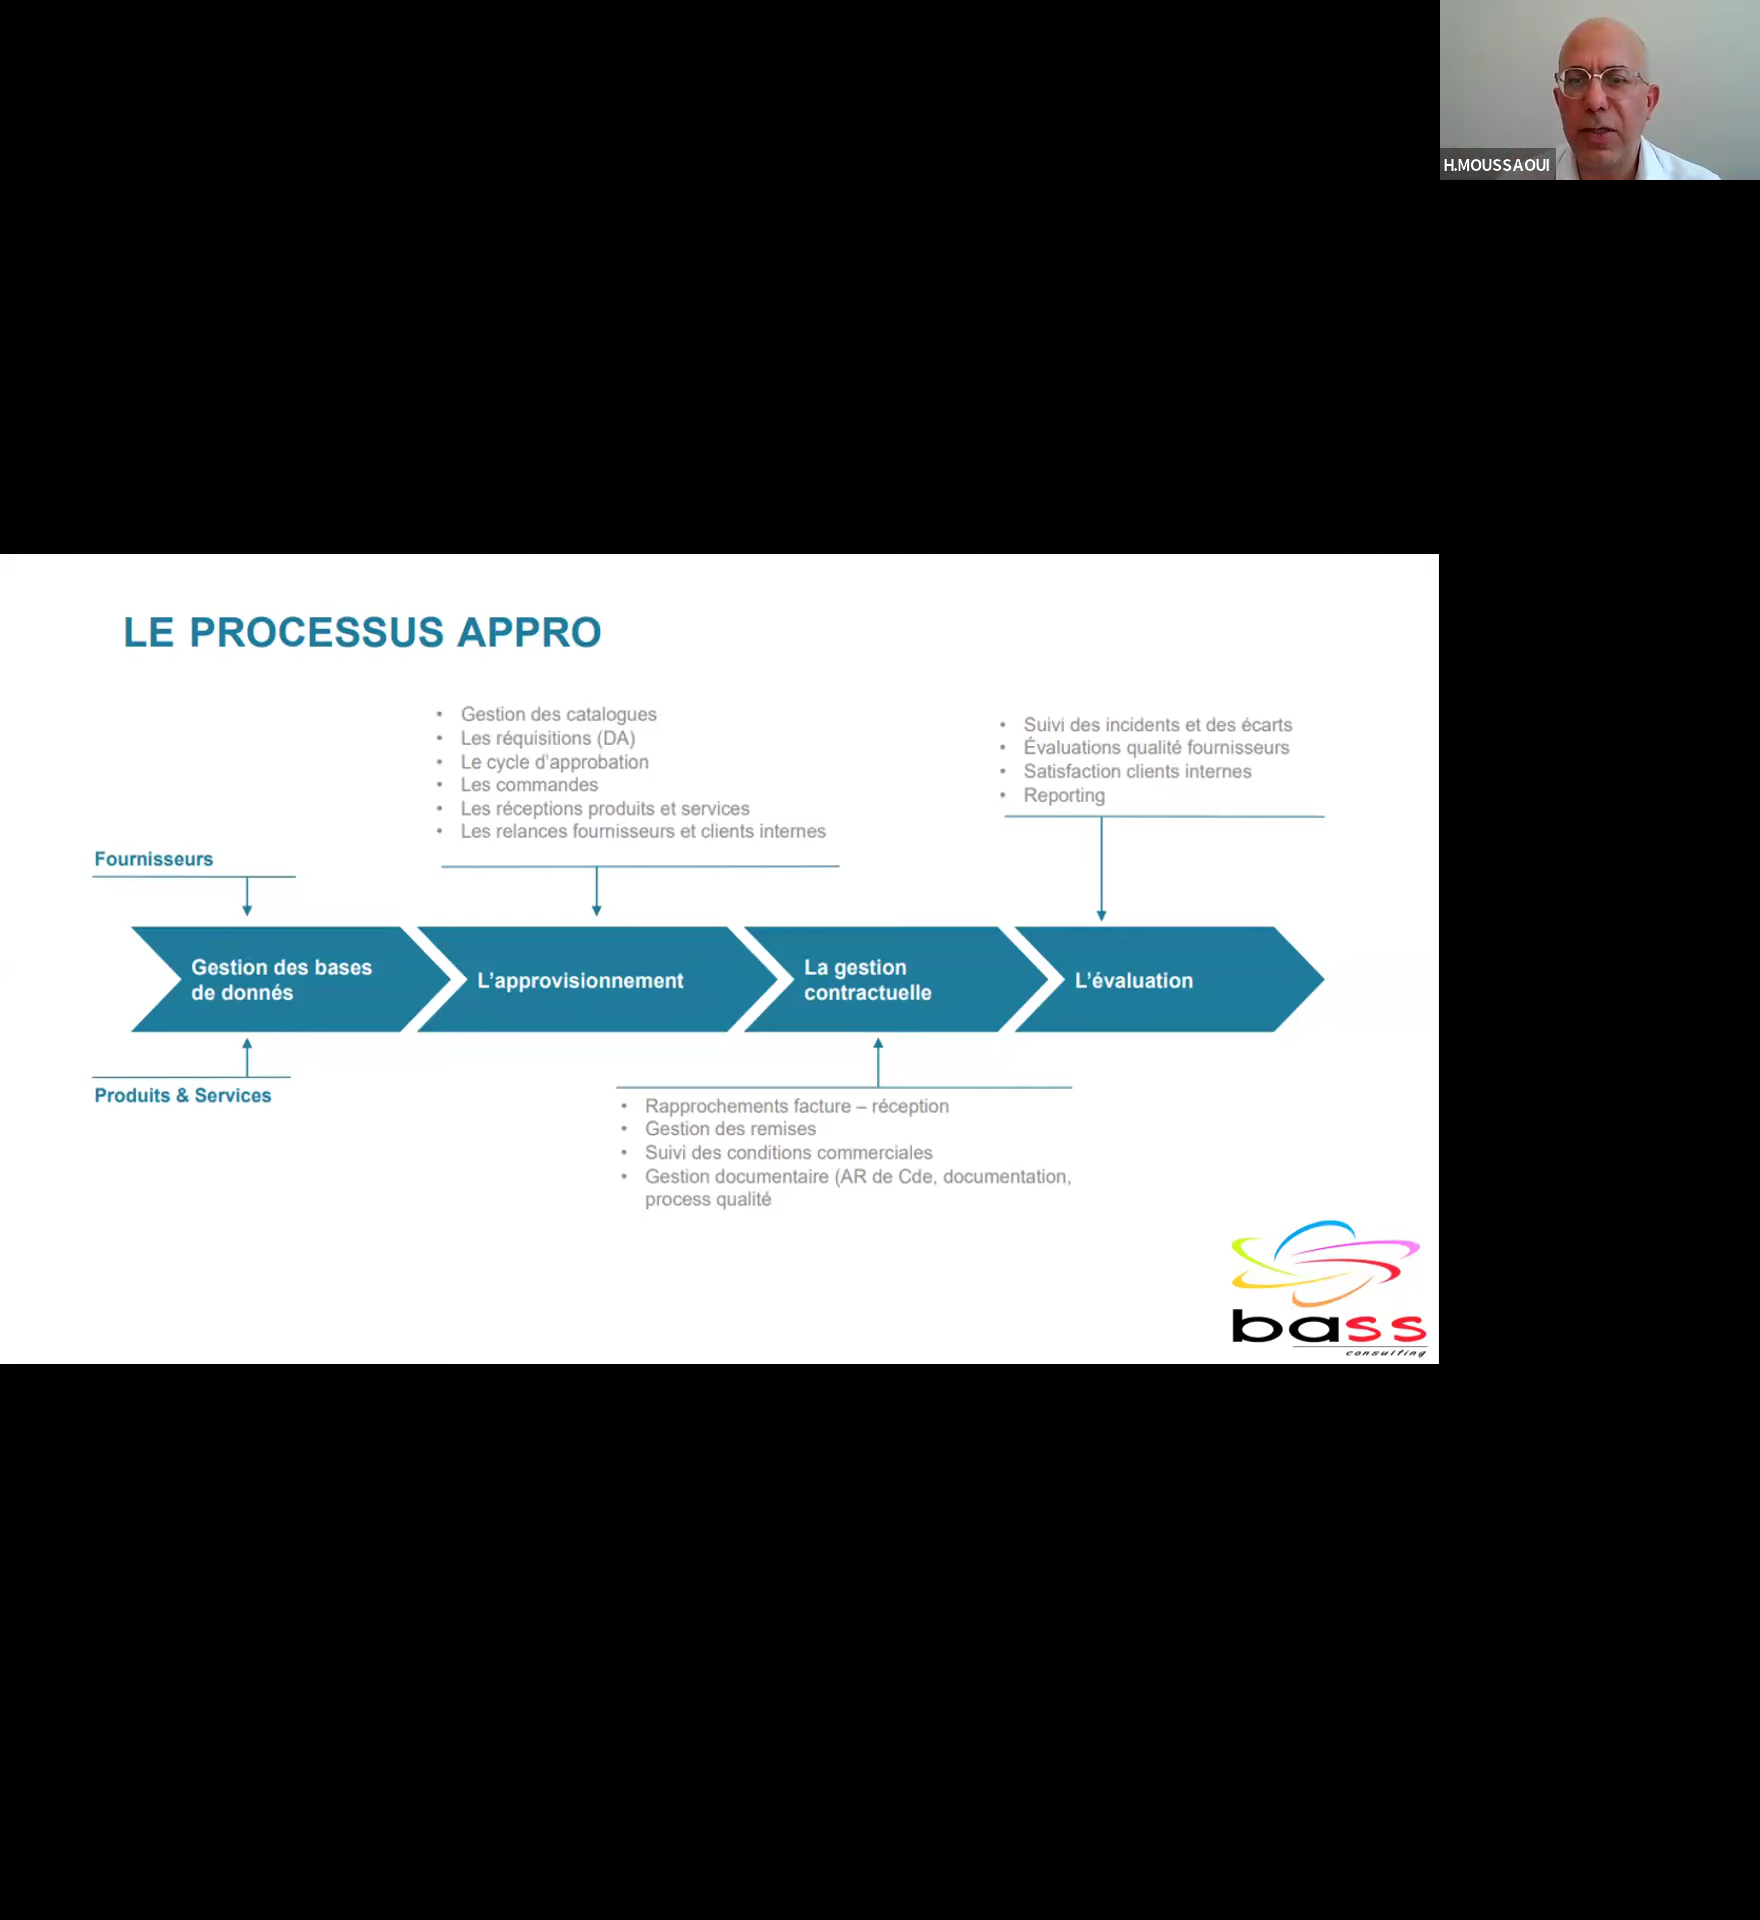 H.MOUSSAOUI
LE PROCESSUS APPRO
• Gestion des catalogues
• Les réquisitions (DA)
• Le cycle d'approbation
• Les commandes
• Les réceptions produits et services
• Les relances fournisseurs et clients internes
• Suivi des incidents et des écarts
• Évaluations qualité fournisseurs
• Satisfaction clients internes
• Reporting
Fournisseurs
Gestion des bases
de donnés
L'approvisionnement
La gestion
contractuelle
L'évaluation
Produits & Services
• Rapprochements facture – réception
• Gestion des remises
• Suivi des conditions commerciales
• Gestion documentaire (AR de Cde, documentation,
process qualité
bass
consulting